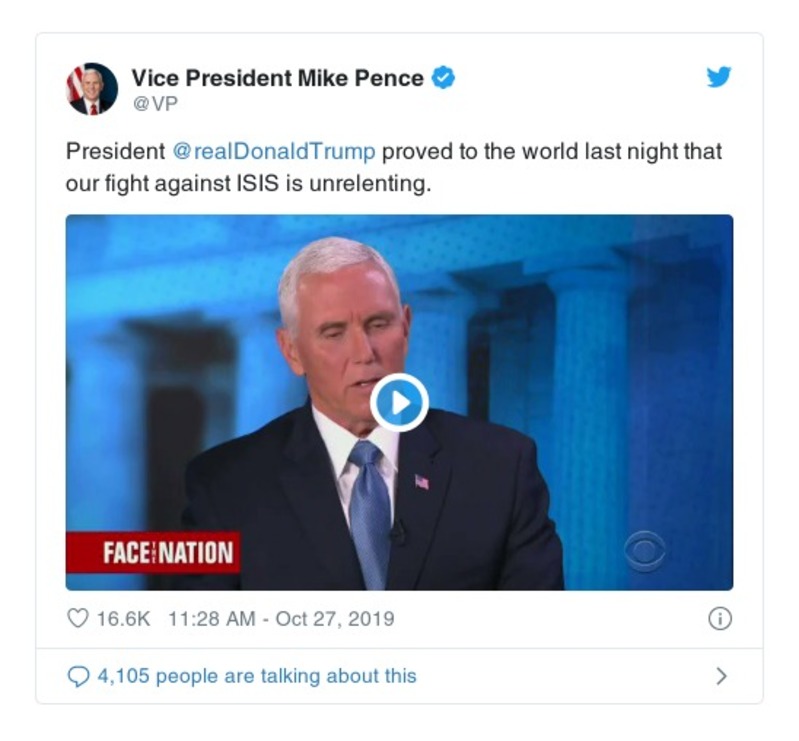 Vice President Mike Pence
@VP
President @realDonaldTrump proved to the world last night that
our fight against ISIS is unrelenting.
FACE THE NATION
16.6K 11:28 AM - Oct 27, 2019
4,105 people are talking about this